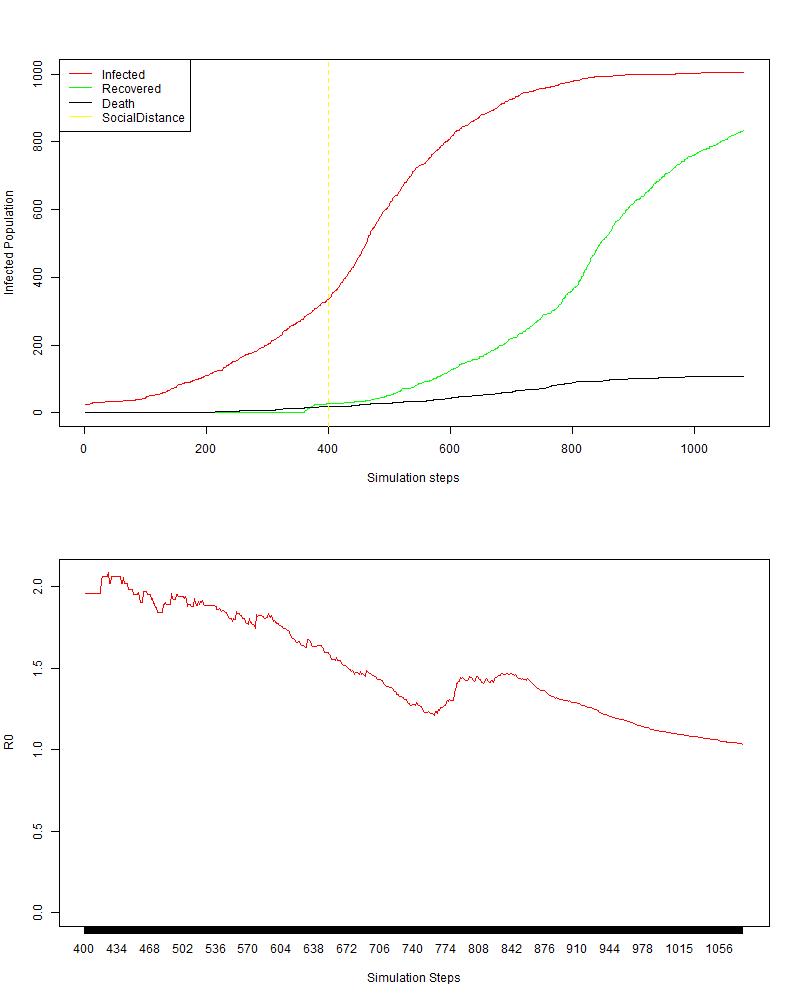 Infected
Recovered
Death
SocialDistance
Infected Population
1000
800
600
400
200
0
0 200 400 600 800 1000
Simulation steps
R0
2.0
1.5
1.0
0.5
0.0
400 434 468 502 536 570 604 638 672 706 740 774 808 842 876 910 944 978 1015 1056
Simulation Steps